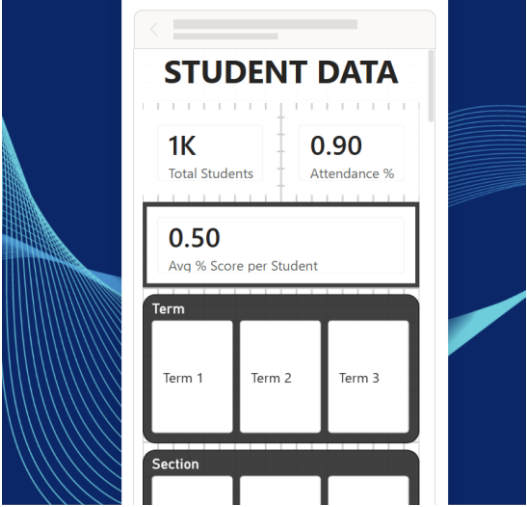 STUDENT DATA
1K
Total Students
0.90
Attendance %
0.50
Avg % Score per Student
Term
Term 1
Term 2
Term 3
Section